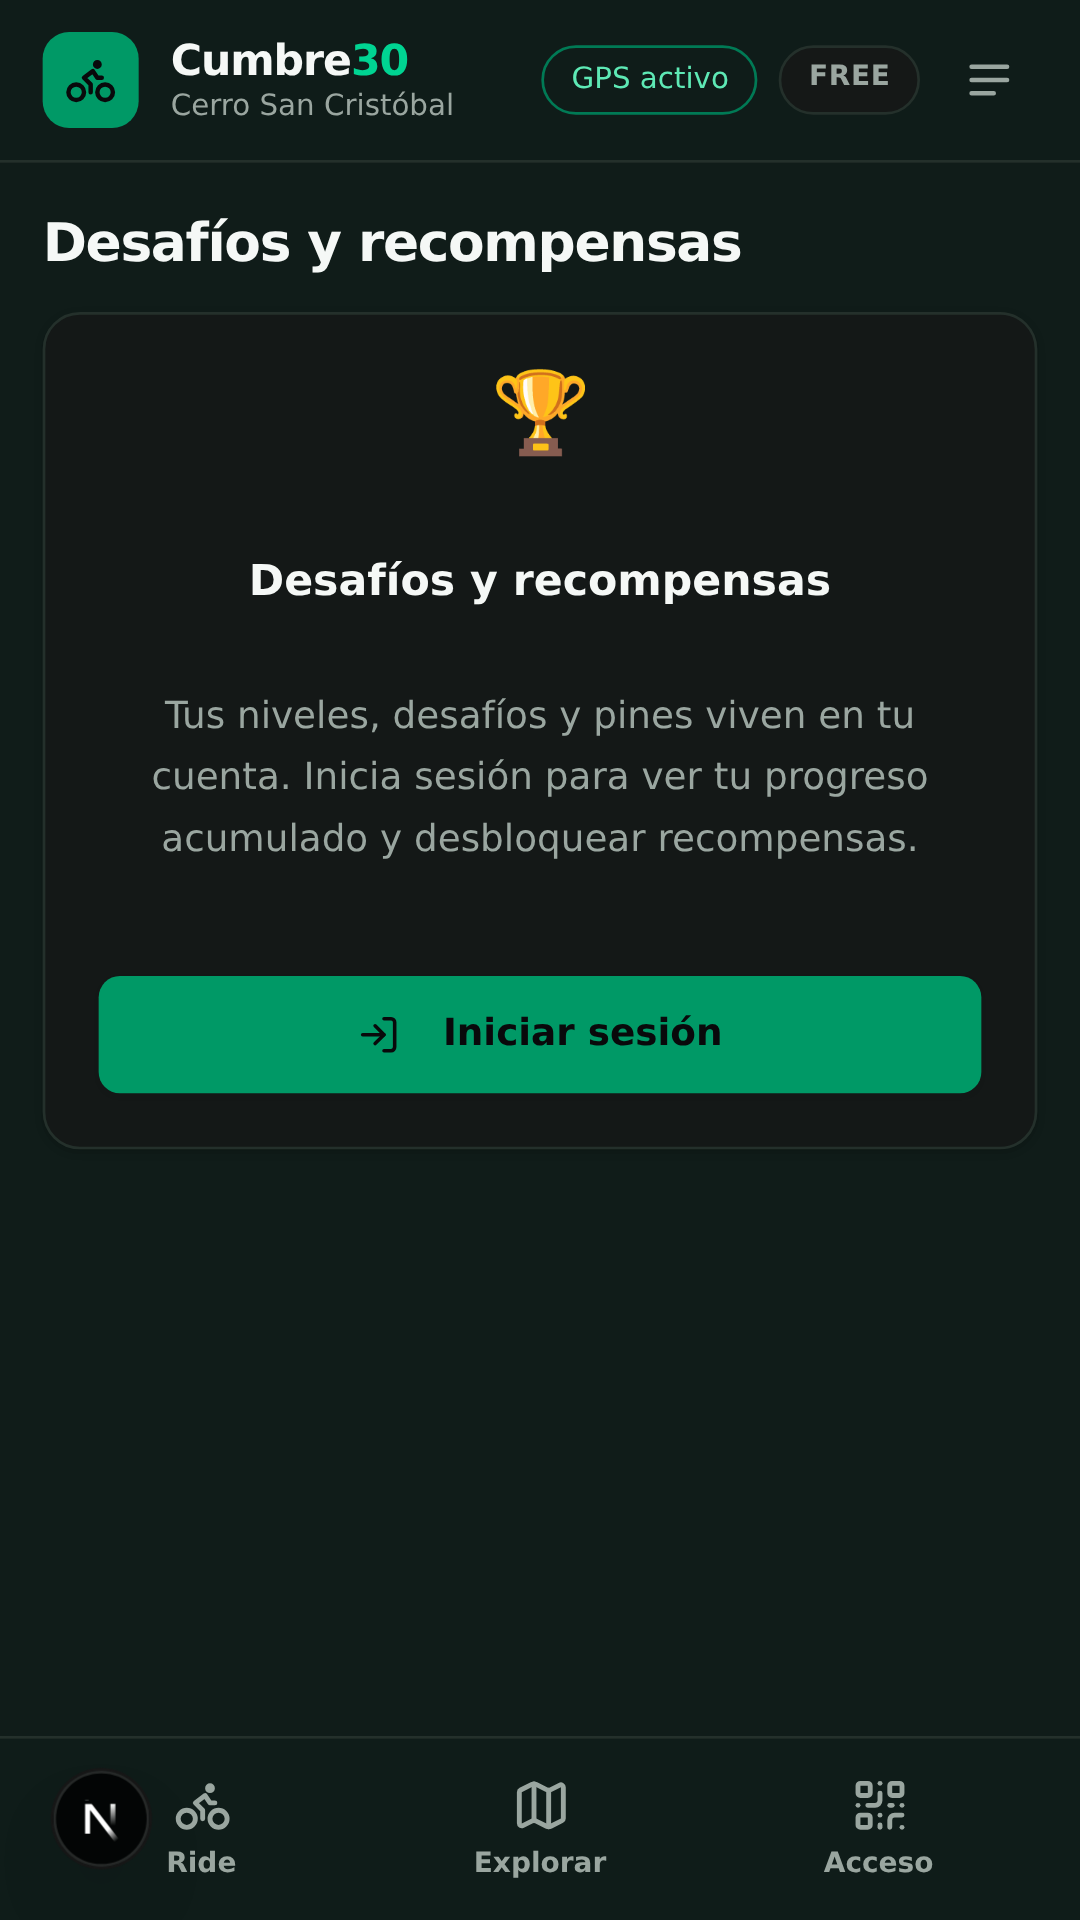 Cumbre30
Cerro San Cristóbal
GPS activo
FREE
Desafíos y recompensas
Desafíos y recompensas
Tus niveles, desafíos y pines viven en tu
cuenta. Inicia sesión para ver tu progreso
acumulado y desbloquear recompensas.
Iniciar sesión
N
Ride
Explorar
Acceso